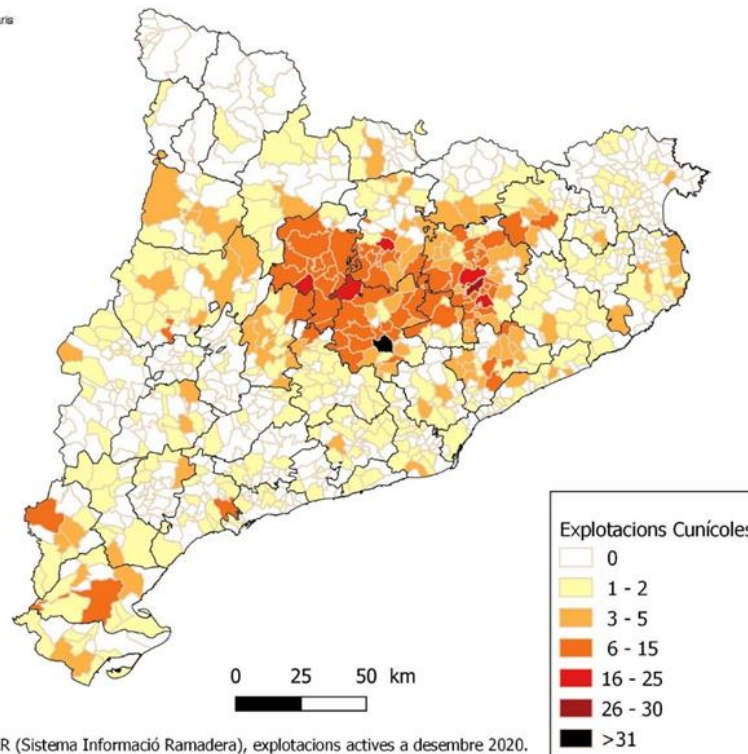 aris
Explotacions Cunícoles
0
1 - 2
3 - 5
6 - 15
16 - 25
26 - 30
>31
0 25 50 km
R (Sistema Informació Ramadera), explotacions actives a desembre 2020.